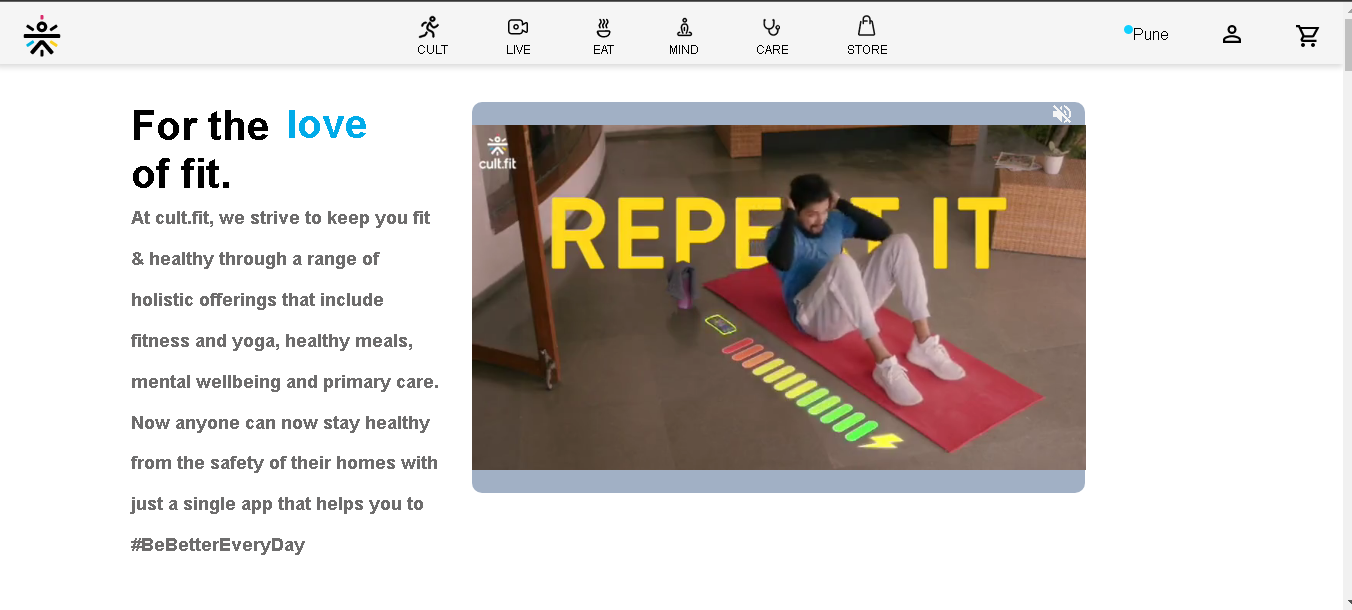 CULT
LIVE
EAT
MIND
CARE
STORE
Pune
For the love
of fit.
At cult.fit, we strive to keep you fit
& healthy through a range of
holistic offerings that include
fitness and yoga, healthy meals,
mental wellbeing and primary care.
Now anyone can now stay healthy
from the safety of their homes with
just a single app that helps you to
#BeBetterEveryDay
cult.fit
REPEAT IT